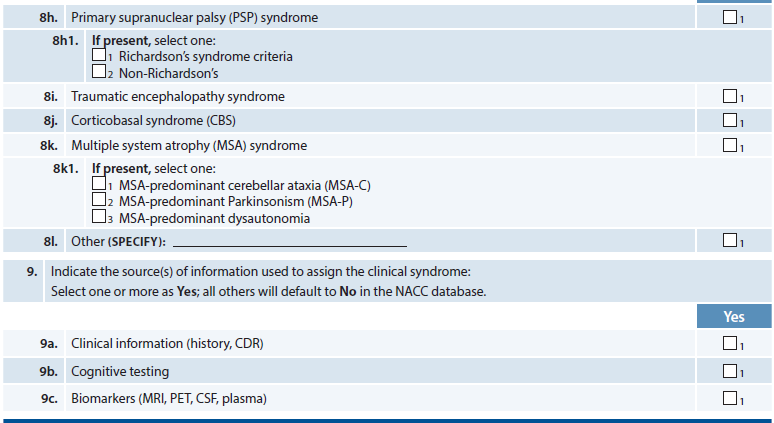 8h. Primary supranuclear palsy (PSP) syndrome 1
8h1. If present, select one:
1 Richardson’s syndrome criteria
2 Non-Richardson’s
8i. Traumatic encephalopathy syndrome 1
8j. Corticobasal syndrome (CBS) 1
8k. Multiple system atrophy (MSA) syndrome 1
8k1. If present, select one:
1 MSA-predominant cerebellar ataxia (MSA-C)
2 MSA-predominant Parkinsonism (MSA-P)
3 MSA-predominant dysautonomia
8l. Other (SPECIFY): 1
9. Indicate the source(s) of information used to assign the clinical syndrome:
Select one or more as Yes; all others will default to No in the NACC database.
Yes
9a. Clinical information (history, CDR) 1
9b. Cognitive testing 1
9c. Biomarkers (MRI, PET, CSF, plasma) 1